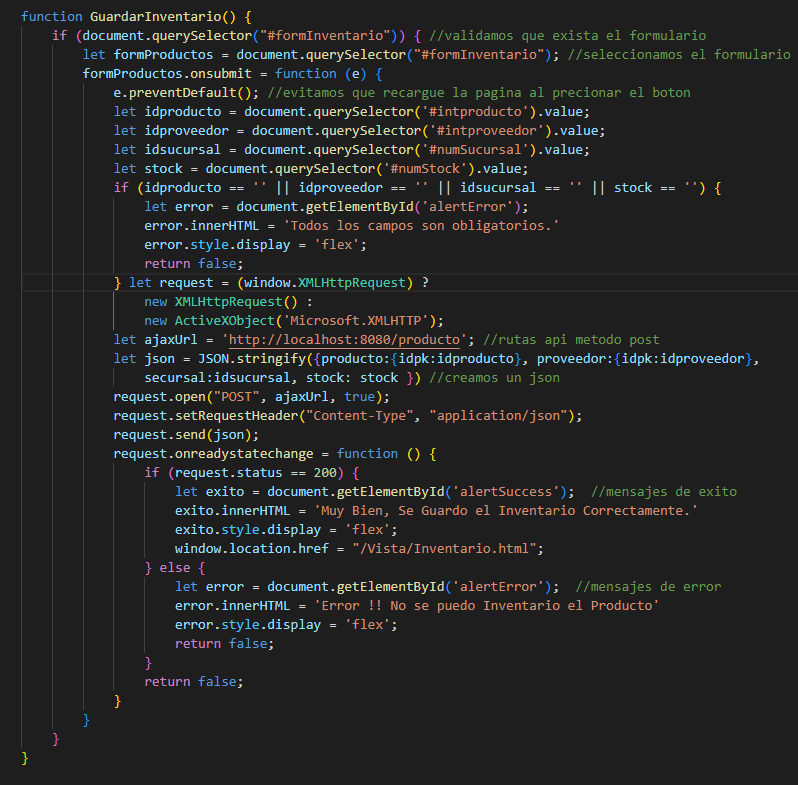 function GuardarInventario() {
    if (document.querySelector("#formInventario")) { //validamos que exista el formulario
        let formProductos = document.querySelector("#formInventario"); //seleccionamos el formulario
        formProductos.onsubmit = function (e) {
            e.preventDefault(); //evitamos que recargue la pagina al precionar el boton
            let idproducto = document.querySelector('#intproducto').value;
            let idproveedor = document.querySelector('#intproveedor').value;
            let idsucursal = document.querySelector('#numSucursal').value;
            let stock = document.querySelector('#numStock').value;
            if (idproducto == '' || idproveedor == '' || idsucursal == '' || stock == '') {
                let error = document.getElementById('alertError');
                error.innerHTML = 'Todos los campos son obligatorios.'
                error.style.display = 'flex';
                return false;
            } let request = (window.XMLHttpRequest) ?
                new XMLHttpRequest() :
                new ActiveXObject('Microsoft.XMLHTTP');
            let ajaxUrl = 'http://localhost:8080/producto'; //rutas api metodo post
            let json = JSON.stringify({producto:{idpk:idproducto}, proveedor:{idpk:idproveedor},
                secursal:idsucursal, stock: stock }) //creamos un json
            request.open("POST", ajaxUrl, true);
            request.setRequestHeader("Content-Type", "application/json");
            request.send(json);
            request.onreadystatechange = function () {
                if (request.status == 200) {
                    let exito = document.getElementById('alertSuccess');  //mensajes de exito
                    exito.innerHTML = 'Muy Bien, Se Guardo el Inventario Correctamente.'
                    exito.style.display = 'flex';
                    window.location.href = "/Vista/Inventario.html";
                } else {
                    let error = document.getElementById('alertError');  //mensajes de error
                    error.innerHTML = 'Error !! No se puedo Inventario el Producto'
                    error.style.display = 'flex';
                    return false;
                }
                return false;
            }
        }
    }
}